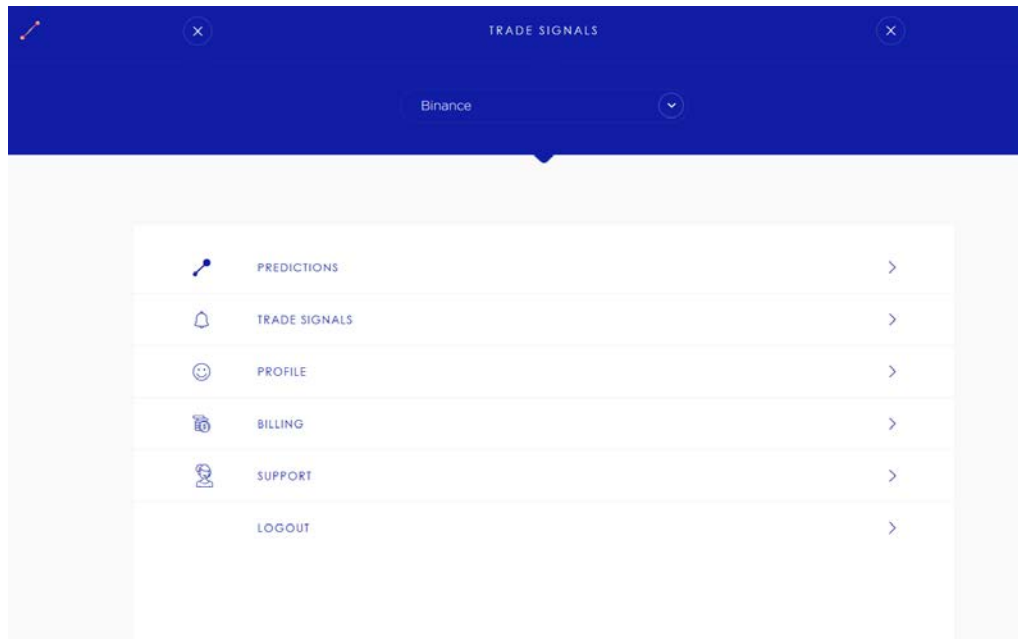 TRADE SIGNALS
Binance
PREDICTIONS
TRADE SIGNALS
PROFILE
BILLING
SUPPORT
LOGOUT